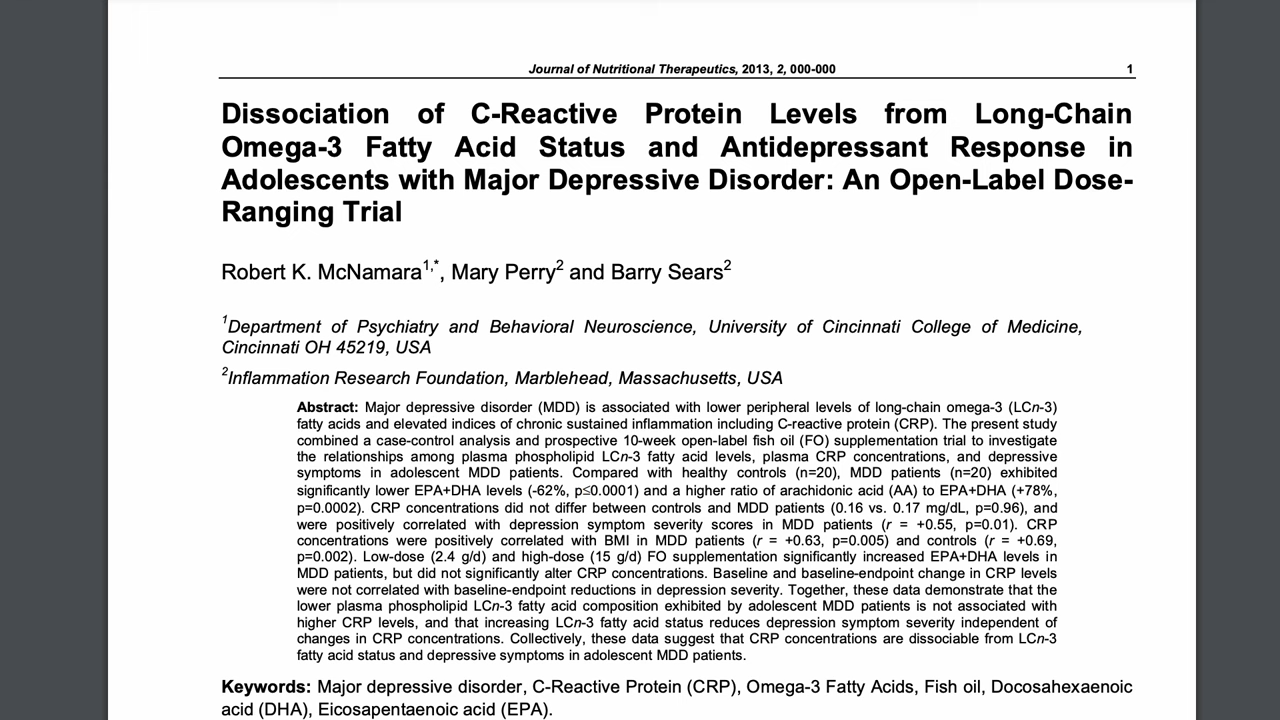 Journal of Nutritional Therapeutics, 2013, 2, 000-000 1
Dissociation of C-Reactive Protein Levels from Long-Chain
Omega-3 Fatty Acid Status and Antidepressant Response in
Adolescents with Major Depressive Disorder: An Open-Label Dose-
Ranging Trial
Robert K. McNamara1,*, Mary Perry2 and Barry Sears2
1Department of Psychiatry and Behavioral Neuroscience, University of Cincinnati College of Medicine,
Cincinnati OH 45219, USA
2Inflammation Research Foundation, Marblehead, Massachusetts, USA
Abstract: Major depressive disorder (MDD) is associated with lower peripheral levels of long-chain omega-3 (LCn-3)
fatty acids and elevated indices of chronic sustained inflammation including C-reactive protein (CRP). The present study
combined a case-control analysis and prospective 10-week open-label fish oil (FO) supplementation trial to investigate
the relationships among plasma phospholipid LCn-3 fatty acid levels, plasma CRP concentrations, and depressive
symptoms in adolescent MDD patients. Compared with healthy controls (n=20), MDD patients (n=20) exhibited
significantly lower EPA+DHA levels (-62%, p≤0.0001) and a higher ratio of arachidonic acid (AA) to EPA+DHA (+78%,
p=0.0002). CRP concentrations did not differ between controls and MDD patients (0.16 vs. 0.17 mg/dL, p=0.96), and
were positively correlated with depression symptom severity scores in MDD patients (r = +0.55, p=0.01). CRP
concentrations were positively correlated with BMI in MDD patients (r = +0.63, p=0.005) and controls (r = +0.69,
p=0.002). Low-dose (2.4 g/d) and high-dose (15 g/d) FO supplementation significantly increased EPA+DHA levels in
MDD patients, but did not significantly alter CRP concentrations. Baseline and baseline-endpoint change in CRP levels
were not correlated with baseline-endpoint reductions in depression severity. Together, these data demonstrate that the
lower plasma phospholipid LCn-3 fatty acid composition exhibited by adolescent MDD patients is not associated with
higher CRP levels, and that increasing LCn-3 fatty acid status reduces depression symptom severity independent of
changes in CRP concentrations. Collectively, these data suggest that CRP concentrations are dissociable from LCn-3
fatty acid status and depressive symptoms in adolescent MDD patients.
Keywords: Major depressive disorder, C-Reactive Protein (CRP), Omega-3 Fatty Acids, Fish oil, Docosahexaenoic
acid (DHA), Eicosapentaenoic acid (EPA).